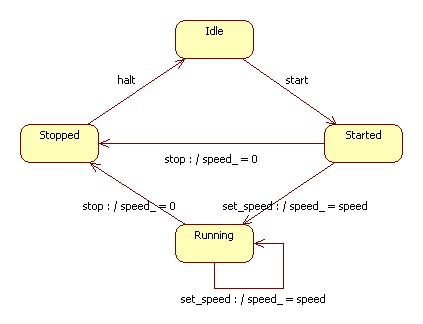 Idle
halt
start
Stopped
Started
stop : / speed_ = 0
stop : / speed_ = 0
set_speed : / speed_ = speed
Running
set_speed : / speed_ = speed